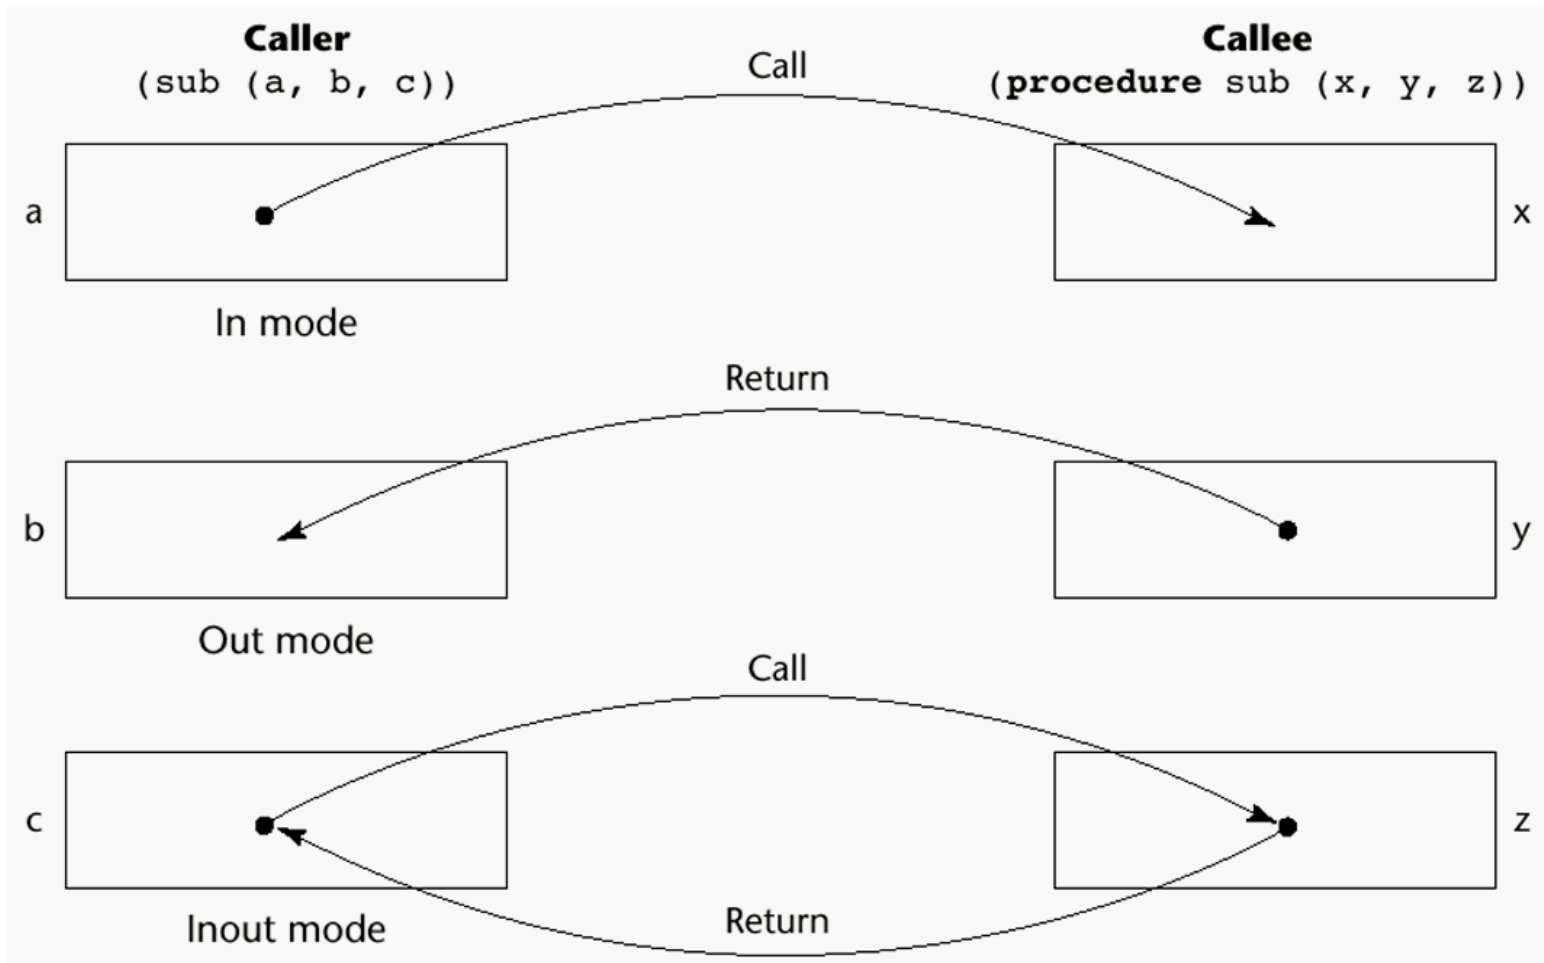 Caller
(sub (a, b, c))
Callee
(procedure sub (x, y, z))
Call
a
x
In mode
Return
b
y
Out mode
Call
c
z
Inout mode
Return